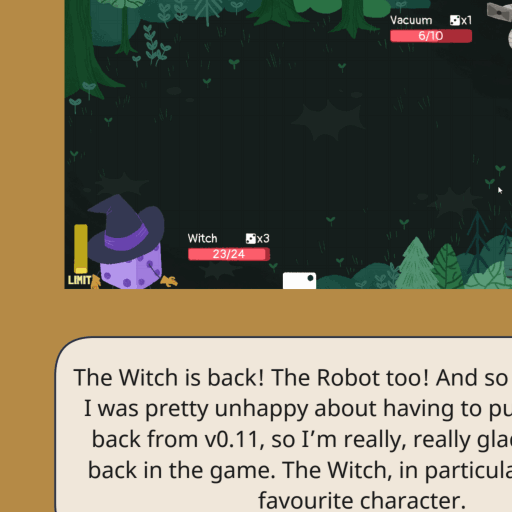 Vacuum x1
6/10
Witch x3
23/24
LIMIT
The Witch is back! The Robot too! And so
I was pretty unhappy about having to pu
back from v0.11, so I'm really, really gla
back in the game. The Witch, in particula
favourite character.